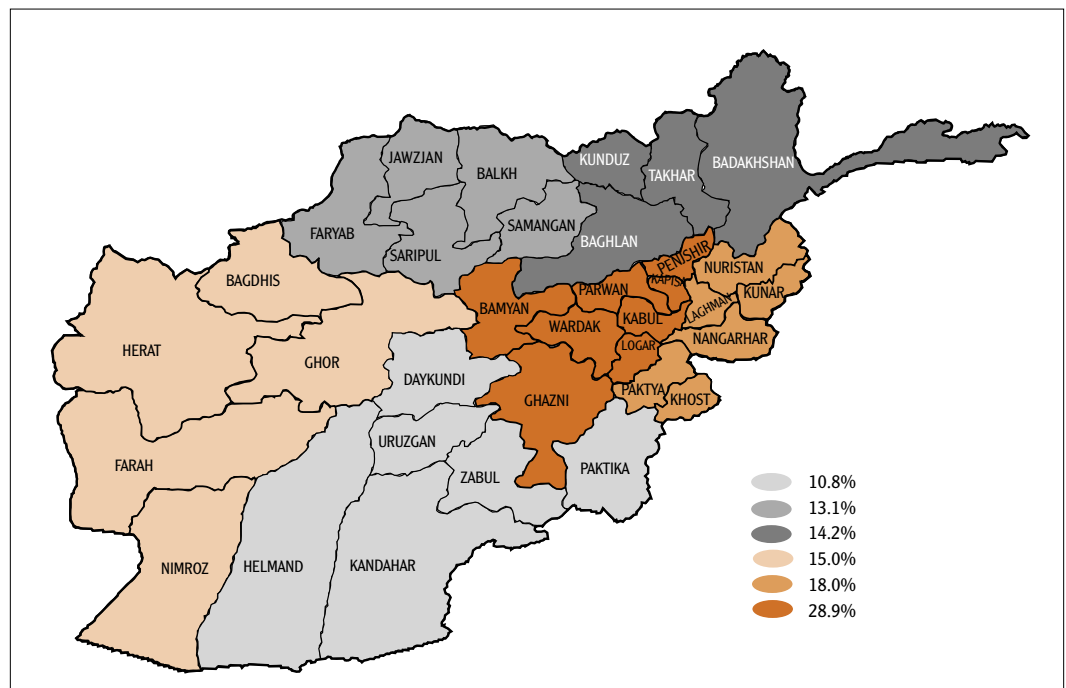 JAWZJAN
BALKH
KUNDUZ
TAKHAR
BADAKHSHAN
FARYAB
SARIPUL
SAMANGAN
BAGHLAN
PENISHIR
NURISTAN
BAGDHIS
KAPISA
KUNAR
PARWAN
LAGHMAN
BAMYAN
WARDAK
KABUL
HERAT
GHOR
LOGAR
NANGARHAR
DAYKUNDI
PAKTYA
KHOST
GHAZNI
URUZGAN
FARAH
ZABUL
PAKTIKA
NIMROZ
HELMAND
KANDAHAR
10.8%
13.1%
14.2%
15.0%
18.0%
28.9%